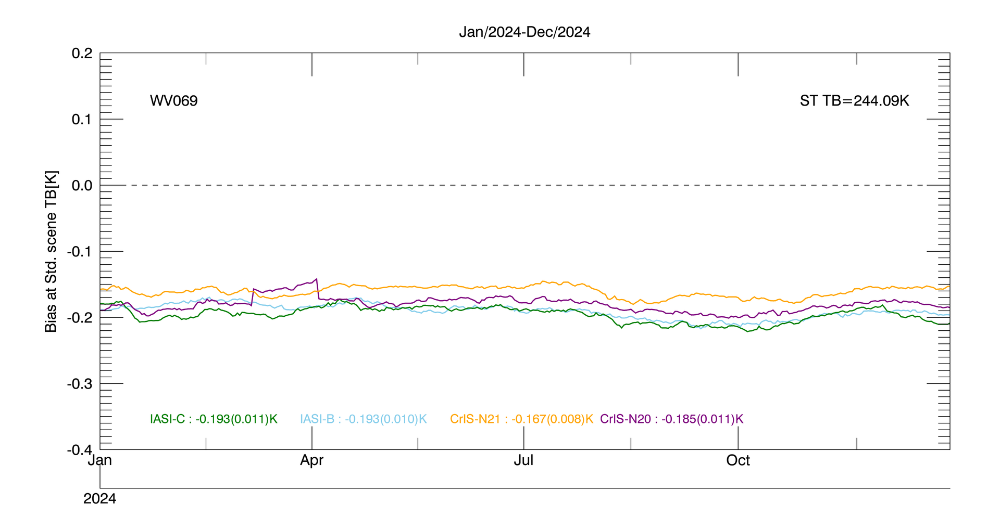 Jan/2024-Dec/2024
0.2
WV069 ST TB=244.09K
0.1
0.0
Bias at Std. scene TB[K]
-0.1
-0.2
-0.3
IASI-C : -0.193(0.011)K IASI-B : -0.193(0.010)K CrIS-N21 : -0.167(0.008)K CrIS-N20 : -0.185(0.011)K
-0.4
Jan Apr Jul Oct
2024